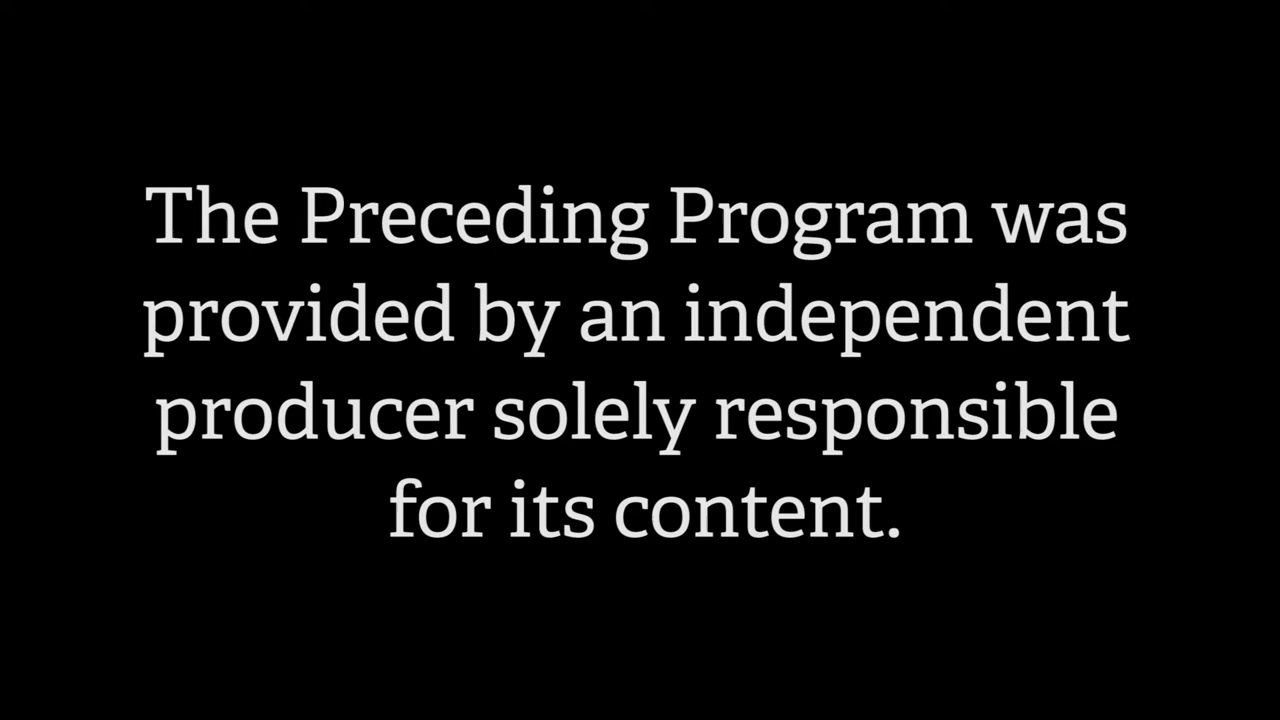 The Preceding Program was
provided by an independent
producer solely responsible
for its content.